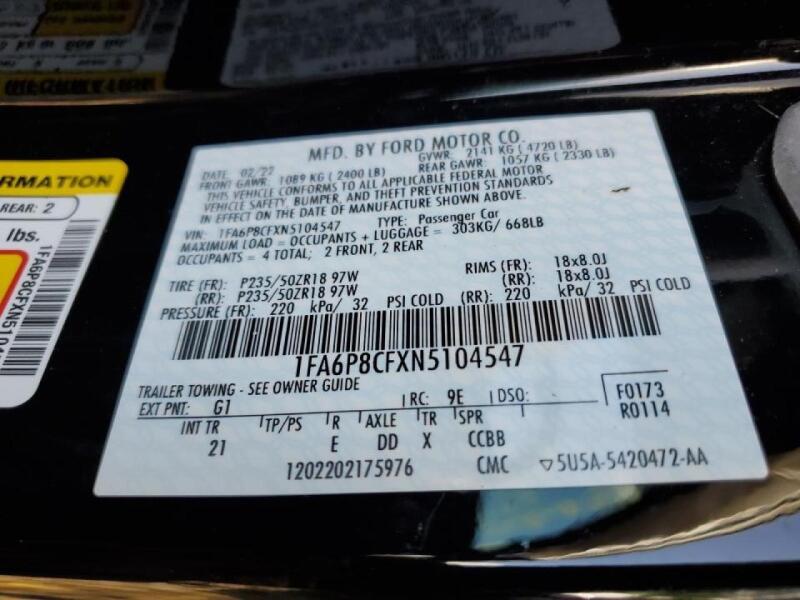 MFD. BY FORD MOTOR CO.
DATE: 02/22 GVWR: 2141 KG ( 4720 LB)
FRONT GAWR: 1089 KG ( 2400 LB) REAR GAWR: 1057 KG ( 2330 LB)
THIS VEHICLE CONFORMS TO ALL APPLICABLE FEDERAL MOTOR
VEHICLE SAFETY, BUMPER, AND THEFT PREVENTION STANDARDS
IN EFFECT ON THE DATE OF MANUFACTURE SHOWN ABOVE.
VIN: 1FA6P8CFXN5104547 TYPE: Passenger Car
MAXIMUM LOAD = OCCUPANTS + LUGGAGE = 303KG/ 668LB
OCCUPANTS = 4 TOTAL; 2 FRONT, 2 REAR
TIRE (FR): P235/50ZR18 97W RIMS (FR): 18x8.0J
(RR): P235/50ZR18 97W (RR): 18x8.0J
PRESSURE (FR): 220 kPa/ 32 PSI COLD (RR): 220 kPa/ 32 PSI COLD
1FA6P8CFXN5104547
TRAILER TOWING - SEE OWNER GUIDE
EXT PNT: G1 RC: 9E DSO: F0173
R0114
INT TR TP/PS R AXLE TR SPR
21 E DD X CCBB
1202202175976 CMC ▽5U5A-5420472-AA
RMATION
REAR: 2
lbs.
1FA6P8CFXN5104